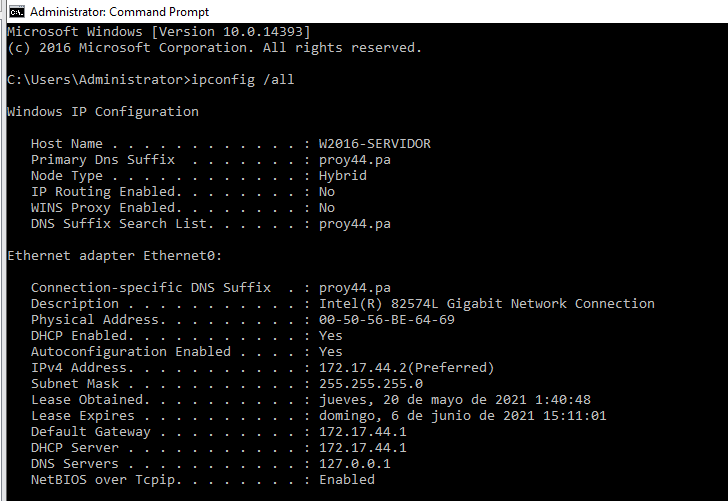 Administrator: Command Prompt
Microsoft Windows [Version 10.0.14393]
(c) 2016 Microsoft Corporation. All rights reserved.
C:\Users\Administrator>ipconfig /all
Windows IP Configuration
Host Name . . . . . . . . . . . . : W2016-SERVIDOR
Primary Dns Suffix  . . . . . . . : proy44.pa
Node Type . . . . . . . . . . . . : Hybrid
IP Routing Enabled. . . . . . . . : No
WINS Proxy Enabled. . . . . . . . : No
DNS Suffix Search List. . . . . . : proy44.pa
Ethernet adapter Ethernet0:
Connection-specific DNS Suffix  . : proy44.pa
Description . . . . . . . . . . . : Intel(R) 82574L Gigabit Network Connection
Physical Address. . . . . . . . . : 00-50-56-BE-64-69
DHCP Enabled. . . . . . . . . . . : Yes
Autoconfiguration Enabled . . . . : Yes
IPv4 Address. . . . . . . . . . . : 172.17.44.2(Preferred)
Subnet Mask . . . . . . . . . . . : 255.255.255.0
Lease Obtained. . . . . . . . . . : jueves, 20 de mayo de 2021 1:40:48
Lease Expires . . . . . . . . . . : domingo, 6 de junio de 2021 15:11:01
Default Gateway . . . . . . . . . : 172.17.44.1
DHCP Server . . . . . . . . . . . : 172.17.44.1
DNS Servers . . . . . . . . . . . : 127.0.0.1
NetBIOS over Tcpip. . . . . . . . : Enabled